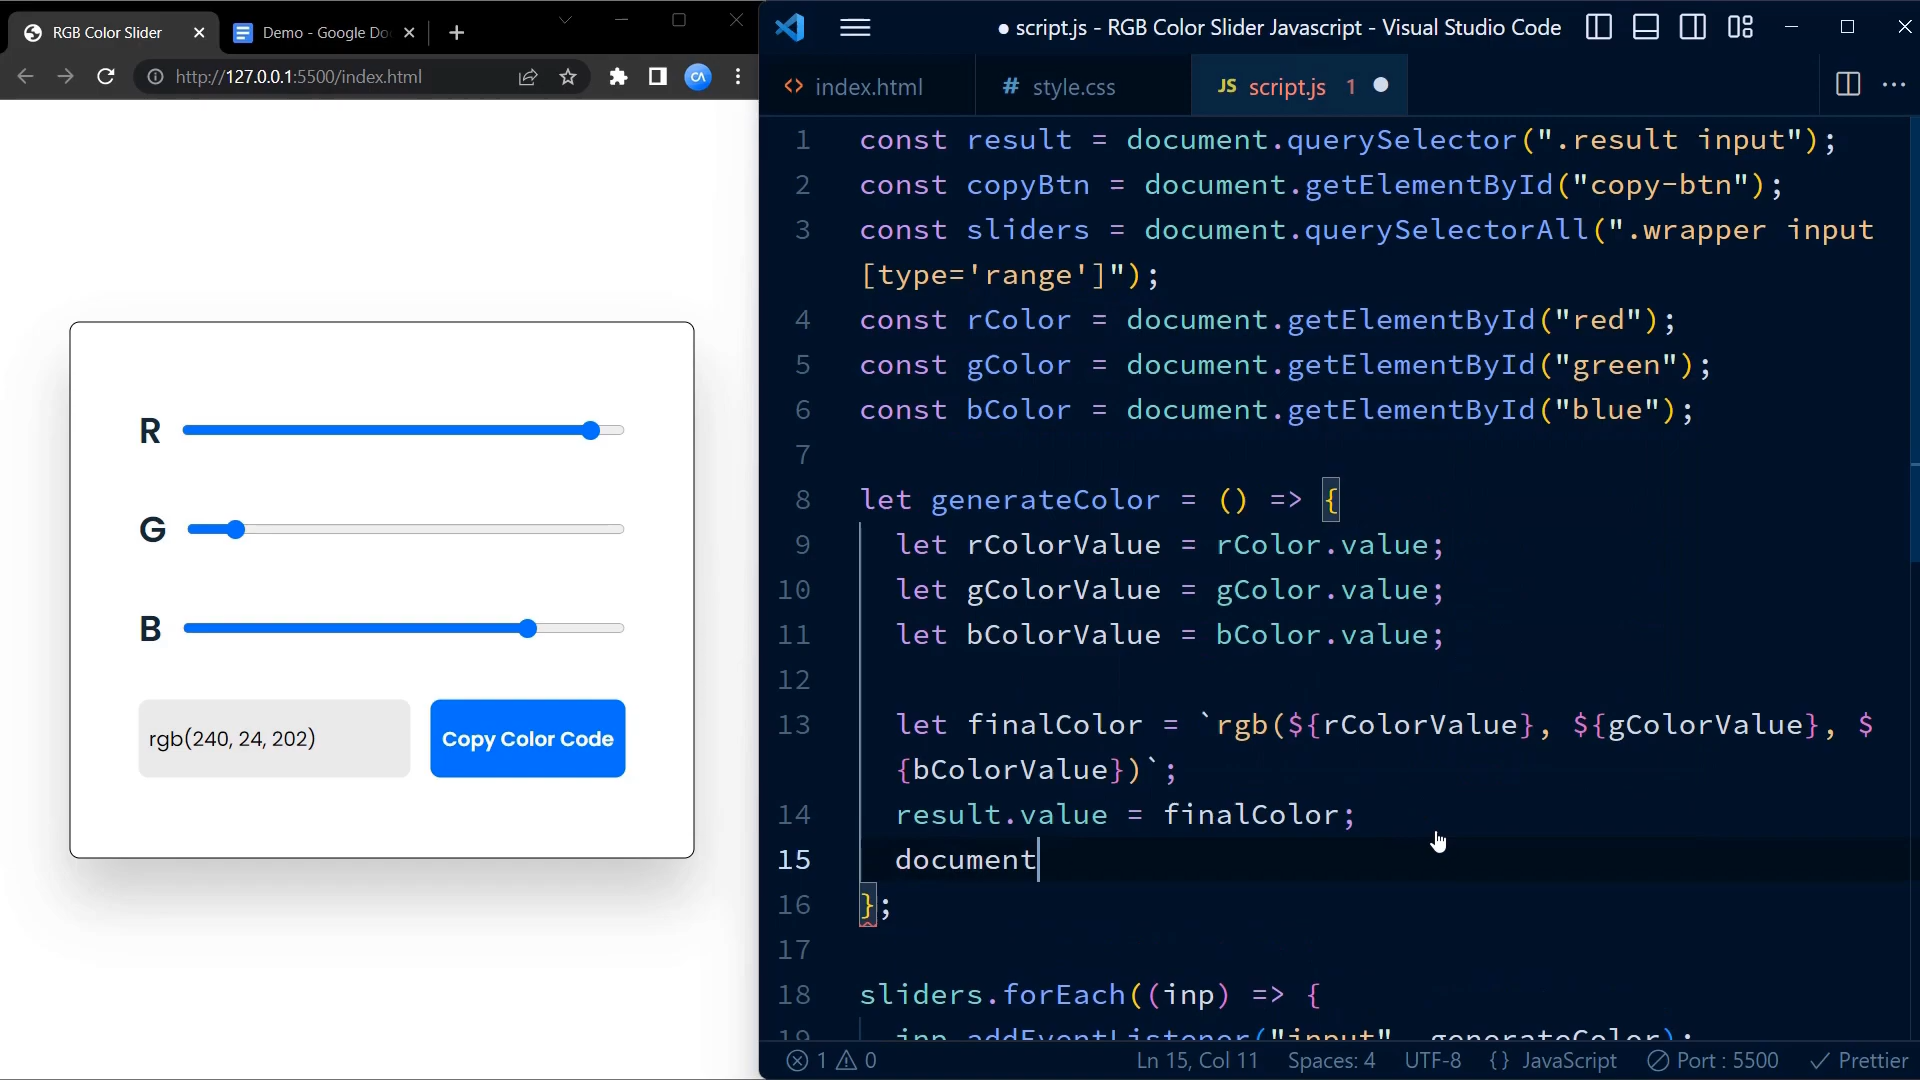 RGB Color Slider
Demo - Google Do
http://127.0.0.1:5500/index.html
CA
R
G
B
rgb(240, 24, 202)
Copy Color Code
● script.js - RGB Color Slider Javascript - Visual Studio Code
<> index.html
# style.css
JS script.js 1
1 const result = document.querySelector(".result input");
2 const copyBtn = document.getElementById("copy-btn");
3 const sliders = document.querySelectorAll(".wrapper input
[type='range']");
4 const rColor = document.getElementById("red");
5 const gColor = document.getElementById("green");
6 const bColor = document.getElementById("blue");
7
8 let generateColor = () => {
9 let rColorValue = rColor.value;
10 let gColorValue = gColor.value;
11 let bColorValue = bColor.value;
12
13 let finalColor = `rgb(${rColorValue}, ${gColorValue}, $
{bColorValue})`;
14 result.value = finalColor;
15 document
16 };
17
18 sliders.forEach((inp) => {
19 inp.addEventListener("input", generateColor);
1 0
Ln 15, Col 11
Spaces: 4
UTF-8
{} JavaScript
Port : 5500
Prettier